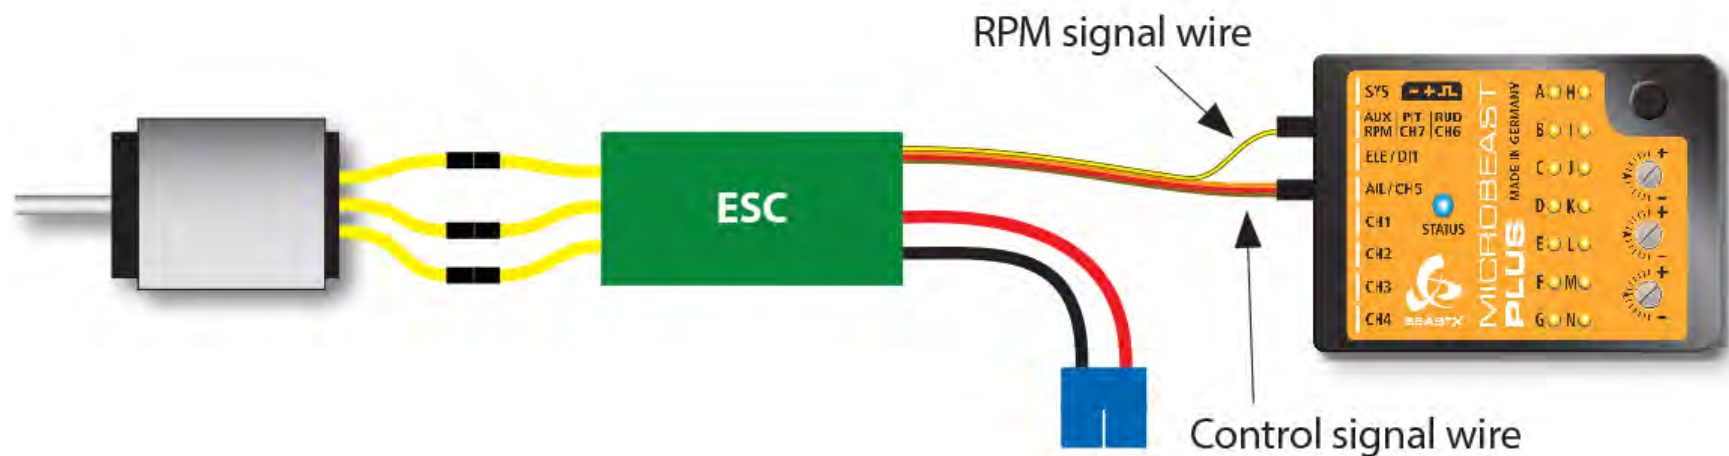 RPM signal wire
ESC
SYS
AUX PIT RUD
RPM CH7 CH6
ELE / DI1
AIL / CH5
CH1
STATUS
CH2
CH3
CH4
BEASTX
MICROBEAST
PLUS
MADE IN GERMANY
A H
B I
C J
D K
E L
F M
G N
Control signal wire